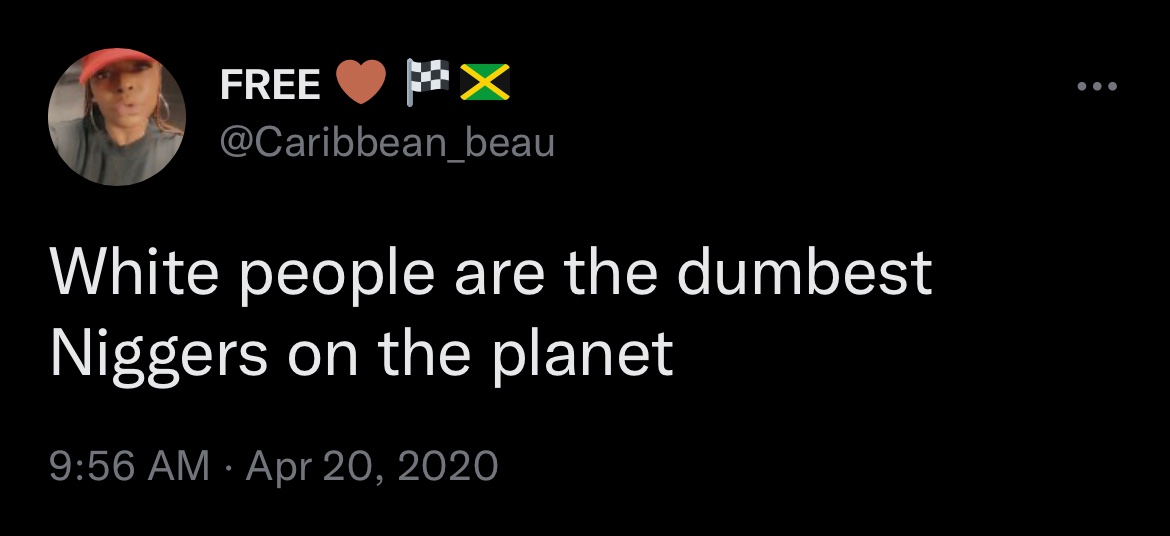 FREE 🤎 🏁🇯🇲
@Caribbean_beau
White people are the dumbest
Niggers on the planet
9:56 AM · Apr 20, 2020